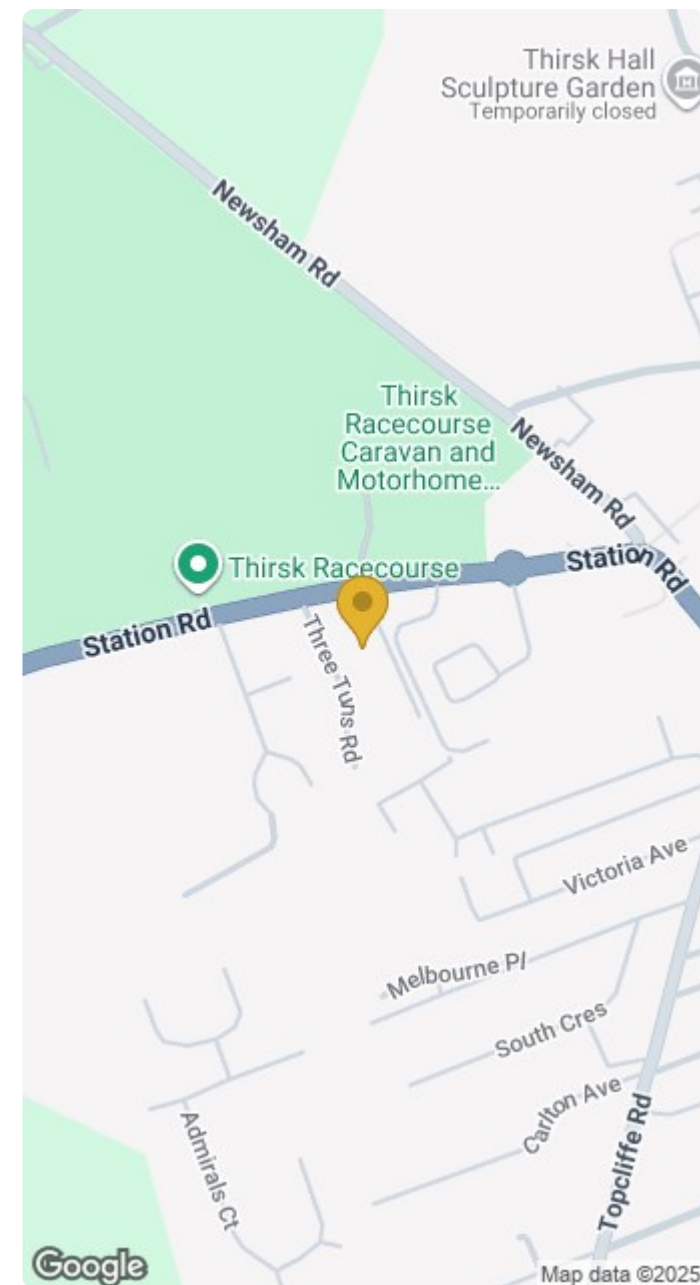 Thirsk Hall
Sculpture Garden
Temporarily closed
Newsham Rd
Thirsk
Racecourse
Caravan and
Motorhome...
Newsham Rd
Thirsk Racecourse
Station Rd
Station Rd
Three Tuns Rd
Victoria Ave
Melbourne Pl
South Cres
Carlton Ave
Admirals Ct
Topcliffe Rd
Google
Map data ©2025